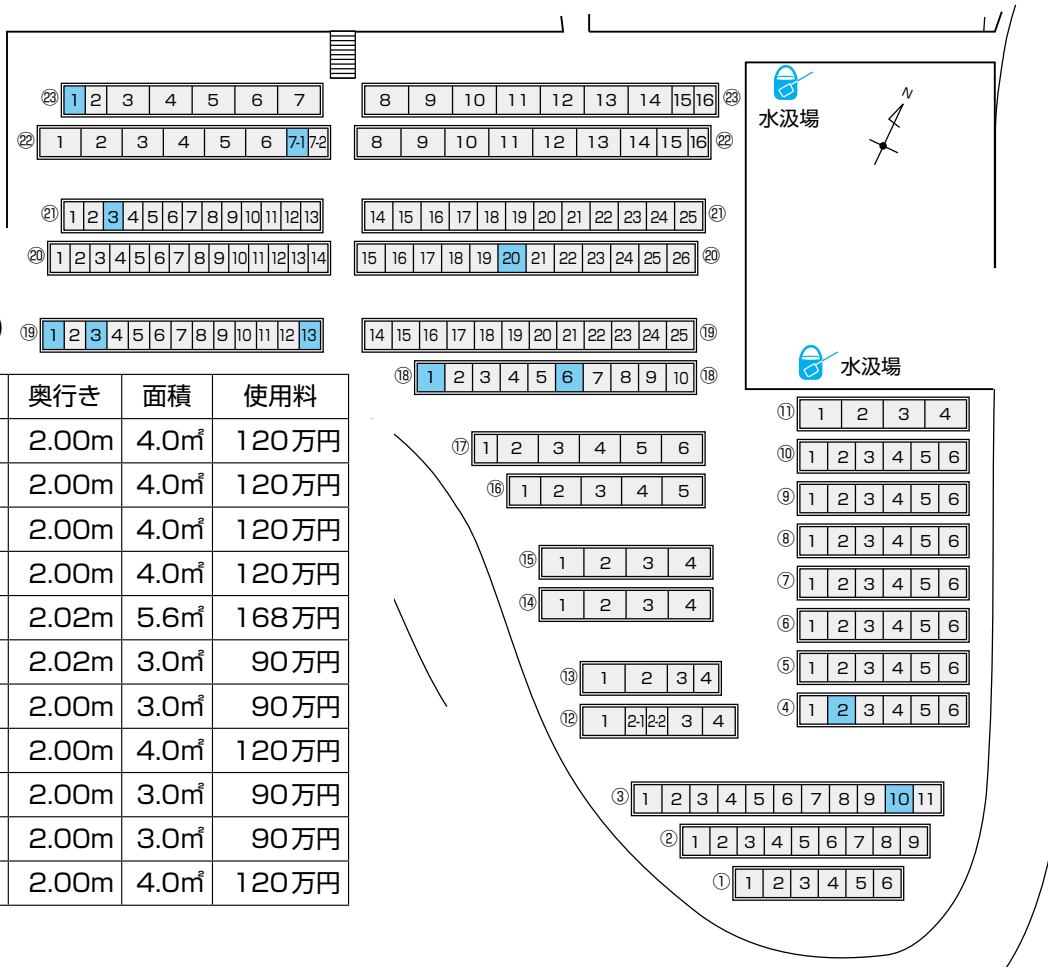 ㉓ 1 2 3 4 5 6 7 8 9 10 11 12 13 14 15 16 ㉓
㉒ 1 2 3 4 5 6 7-1 7-2 8 9 10 11 12 13 14 15 16 ㉒
㉑ 1 2 3 4 5 6 7 8 9 10 11 12 13 14 15 16 17 18 19 20 21 22 23 24 25 ㉑
⑳ 1 2 3 4 5 6 7 8 9 10 11 12 13 14 15 16 17 18 19 20 21 22 23 24 25 26 ⑳
⑲ 1 2 3 4 5 6 7 8 9 10 11 12 13 14 15 16 17 18 19 20 21 22 23 24 25 ⑲
⑱ 1 2 3 4 5 6 7 8 9 10 ⑱
水汲場
N
水汲場
奥行き 面積 使用料
2.00m 4.0㎡ 120万円
2.00m 4.0㎡ 120万円
2.00m 4.0㎡ 120万円
2.00m 4.0㎡ 120万円
2.02m 5.6㎡ 168万円
2.02m 3.0㎡ 90万円
2.00m 3.0㎡ 90万円
2.00m 4.0㎡ 120万円
2.00m 3.0㎡ 90万円
2.00m 3.0㎡ 90万円
2.00m 4.0㎡ 120万円
⑰ 1 2 3 4 5 6
⑯ 1 2 3 4 5
⑮ 1 2 3 4
⑭ 1 2 3 4
⑬ 1 2 3 4
⑫ 1 2-1 2-2 3 4
⑪ 1 2 3 4
⑩ 1 2 3 4 5 6
⑨ 1 2 3 4 5 6
⑧ 1 2 3 4 5 6
⑦ 1 2 3 4 5 6
⑥ 1 2 3 4 5 6
⑤ 1 2 3 4 5 6
④ 1 2 3 4 5 6
③ 1 2 3 4 5 6 7 8 9 10 11
② 1 2 3 4 5 6 7 8 9
① 1 2 3 4 5 6